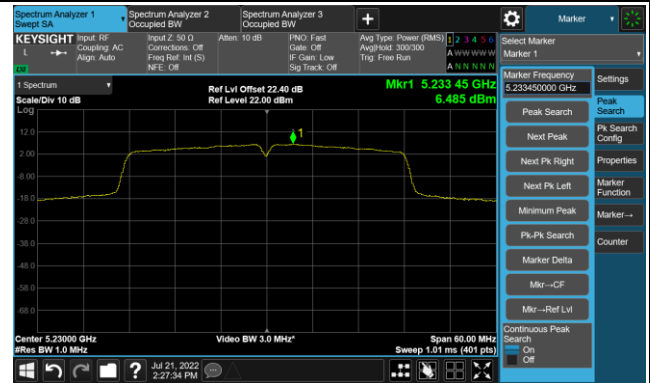 Spectrum Analyzer 1
Swept SA
Spectrum Analyzer 2
Occupied BW
Spectrum Analyzer 3
Occupied BW
Marker
KEYSIGHT
L
Input: RF
Coupling: AC
Align: Auto
Input Z: 50 Ω
Corrections: Off
Freq Ref: Int (S)
NFE: Off
Atten: 10 dB
PNO: Fast
Gate: Off
IF Gain: Low
Sig Track: Off
Avg Type: Power (RMS)
Avg|Hold: 300/300
Trig: Free Run
1 2 3 4 5 6
A W W W W W
A N N N N N
Select Marker
Marker 1
1 Spectrum
Scale/Div 10 dB
Log
Ref Lvl Offset 22.40 dB
Ref Level 22.00 dBm
Mkr1 5.233 45 GHz
6.485 dBm
1
12.0
2.00
-8.00
-18.0
-28.0
-38.0
-48.0
-58.0
-68.0
Center 5.23000 GHz
#Res BW 1.0 MHz
Video BW 3.0 MHz*
Span 60.00 MHz
Sweep 1.01 ms (401 pts)
Marker Frequency
5.233450000 GHz
Peak Search
Next Peak
Next Pk Right
Next Pk Left
Minimum Peak
Pk-Pk Search
Marker Delta
Mkr→CF
Mkr→Ref Lvl
Continuous Peak
Search
On
Off
Settings
Peak
Search
Pk Search
Config
Properties
Marker
Function
Marker→
Counter
Jul 21, 2022
2:27:34 PM